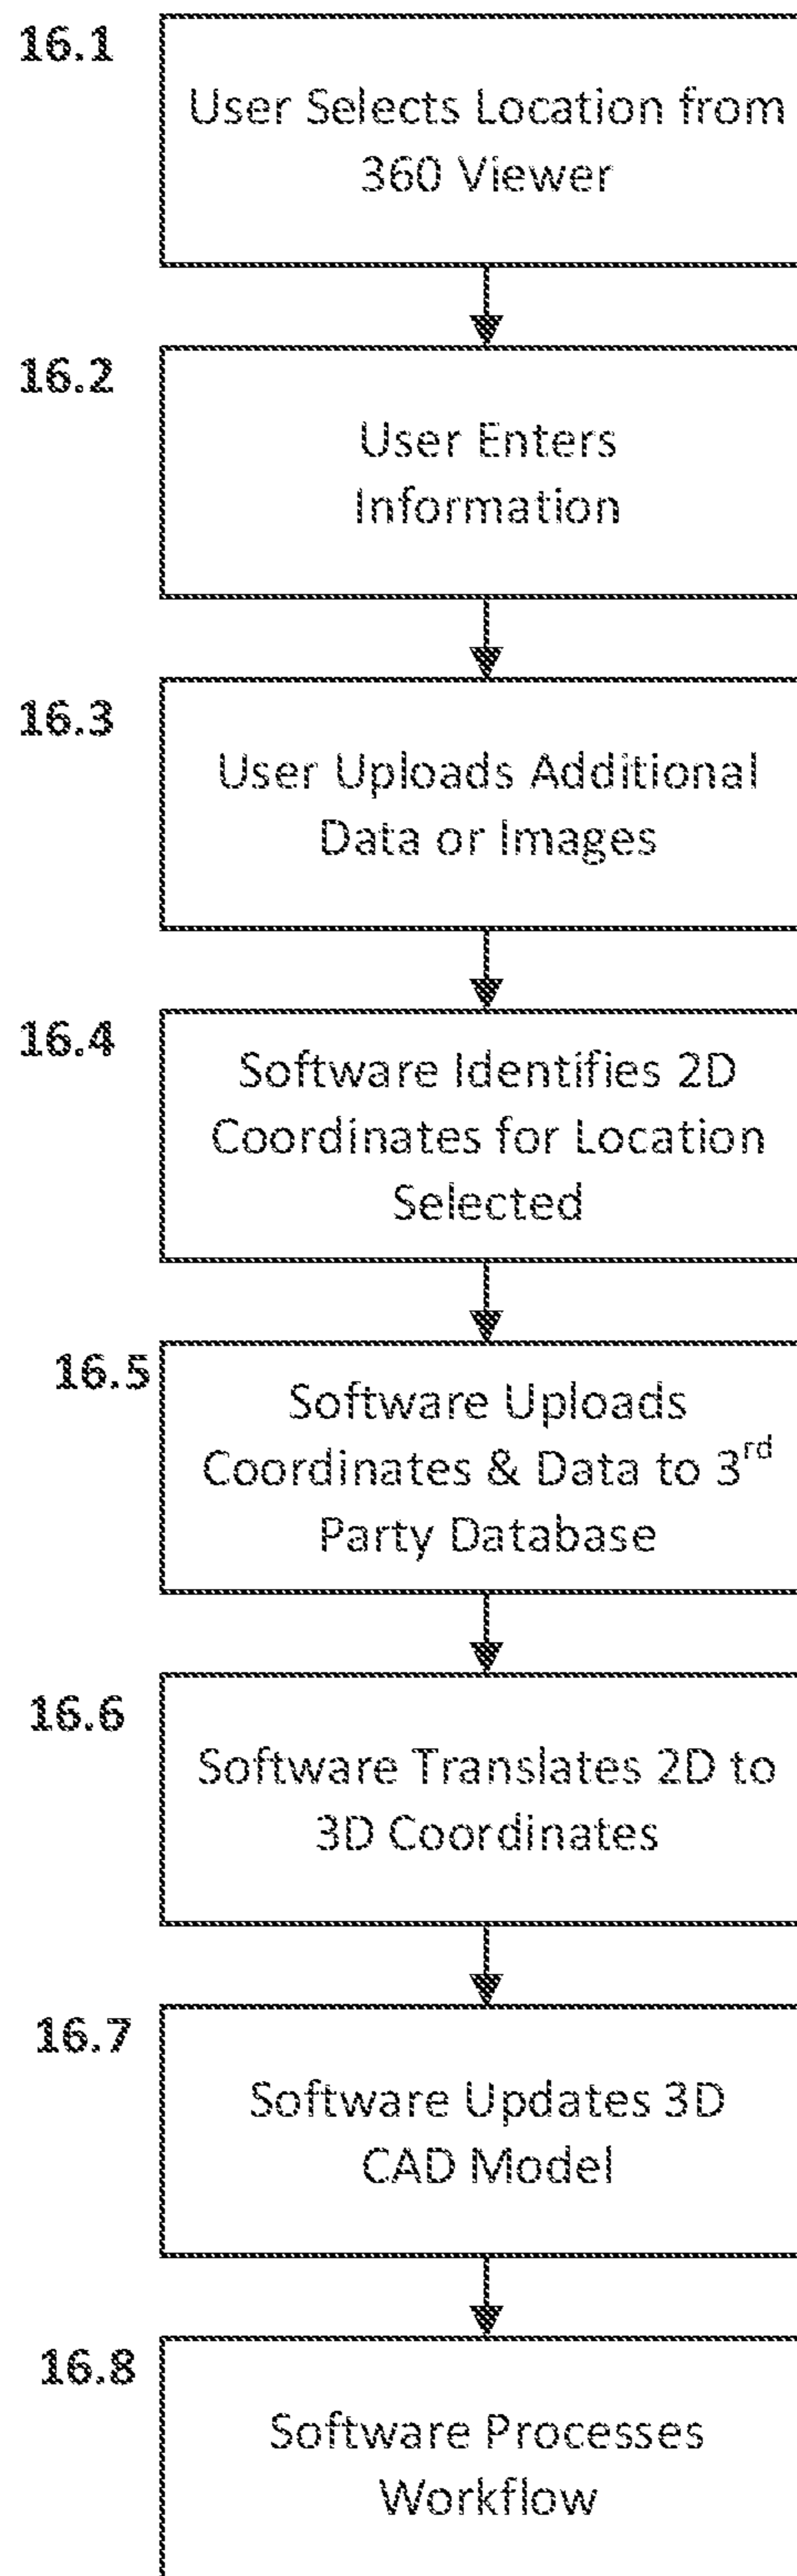 16.1
User Selects Location from
360 Viewer
16.2
User Enters
Information
16.3
User Uploads Additional
Data or Images
16.4
Software Identifies 2D
Coordinates for Location
Selected
16.5
Software Uploads
Coordinates & Data to 3rd
Party Database
16.6
Software Translates 2D to
3D Coordinates
16.7
Software Updates 3D
CAD Model
16.8
Software Processes
Workflow